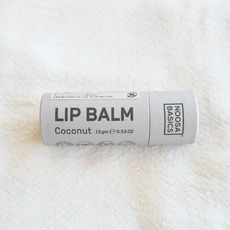 LIP BALM
Coconut 15 gm ℮ 0.53 OZ
NOOSA
BASICS